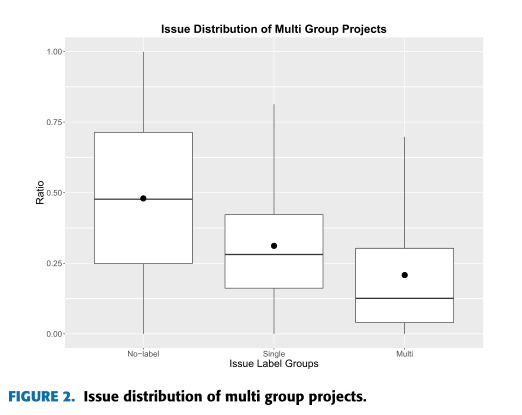 Issue Distribution of Multi Group Projects
1.00
0.75
0.50
0.25
0.00
Ratio
No−label Single Multi
Issue Label Groups
FIGURE 2. Issue distribution of multi group projects.